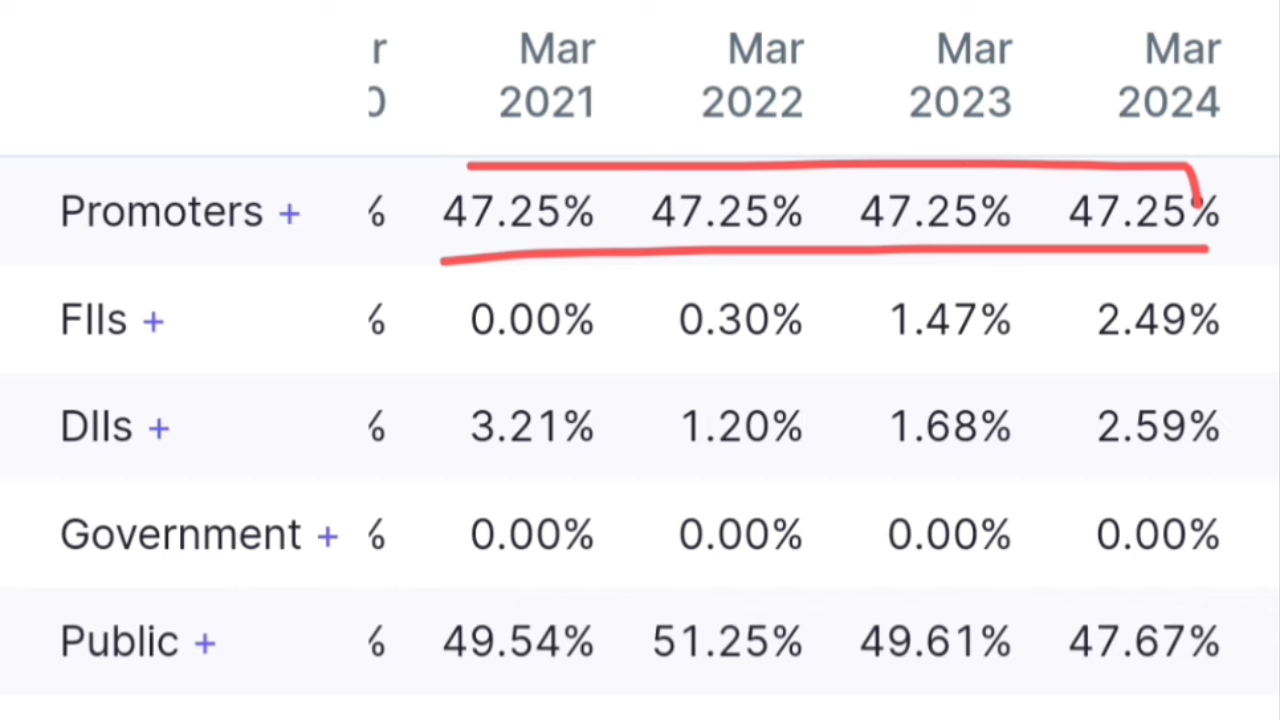 r Mar Mar Mar Mar
0 2021 2022 2023 2024
Promoters + % 47.25% 47.25% 47.25% 47.25%
FIIs + % 0.00% 0.30% 1.47% 2.49%
DIIs + % 3.21% 1.20% 1.68% 2.59%
Government + % 0.00% 0.00% 0.00% 0.00%
Public + % 49.54% 51.25% 49.61% 47.67%